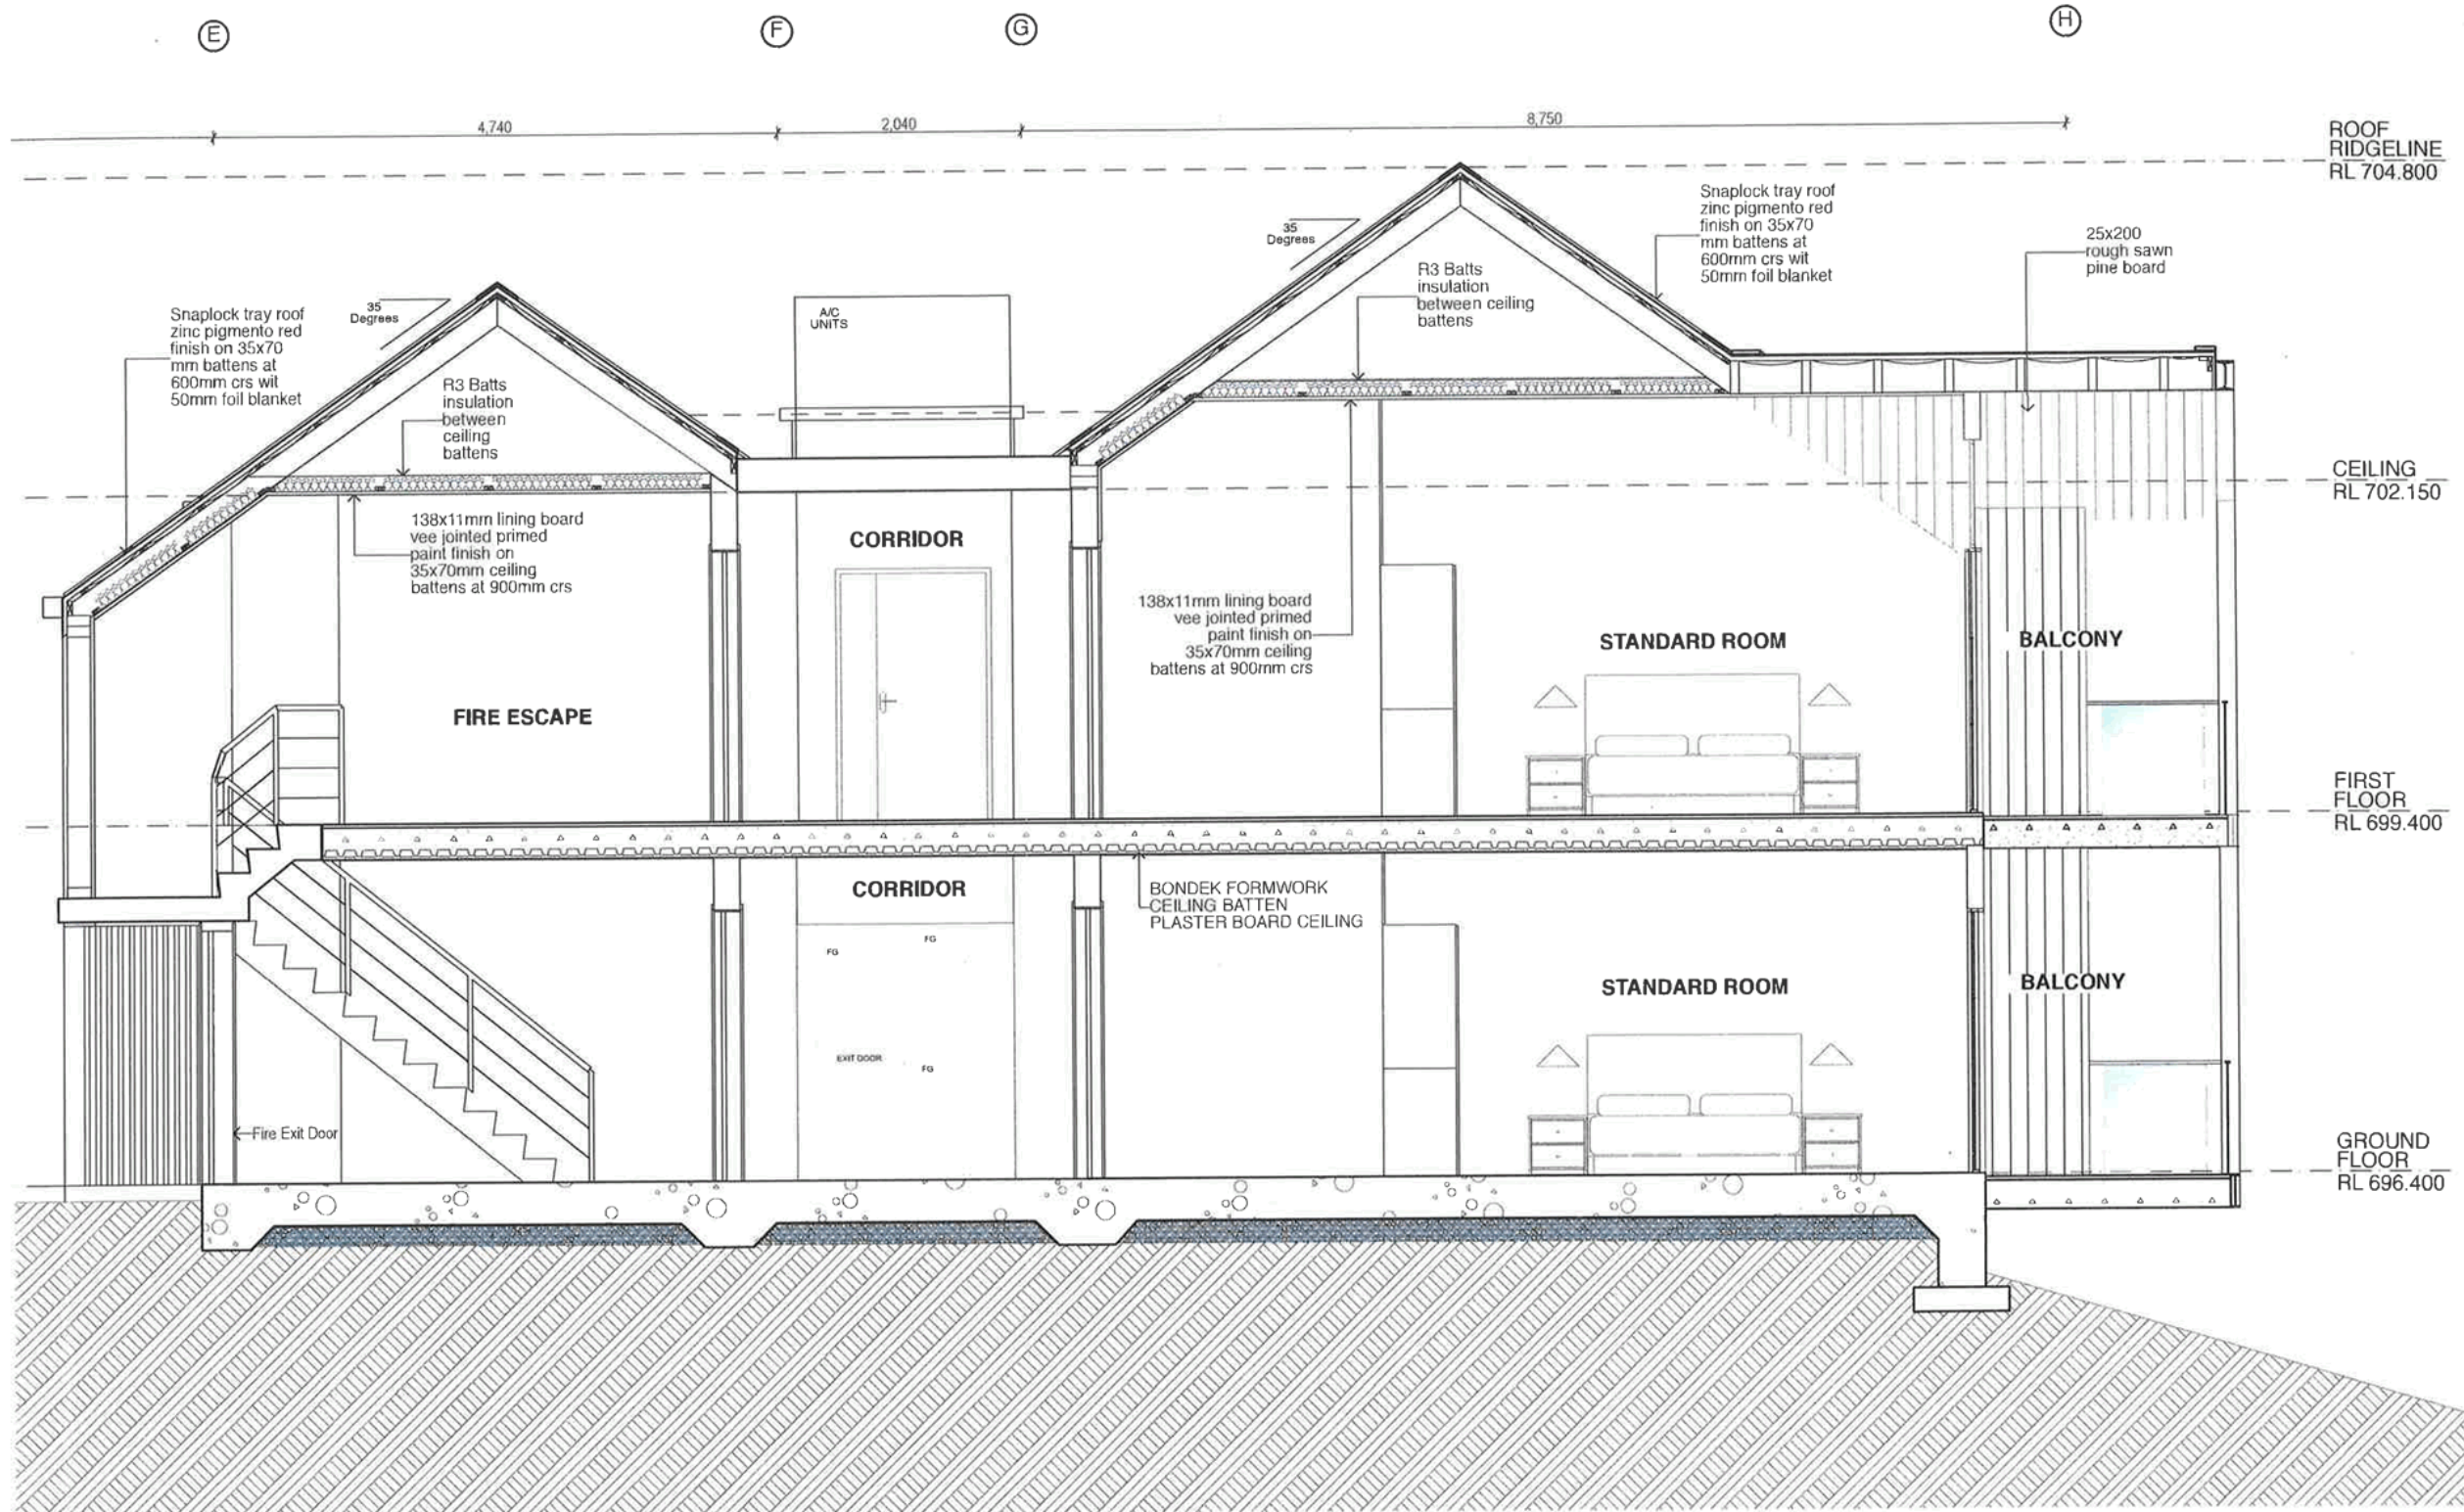 E
F
G
H
4,740
2,040
8,750
ROOF
RIDGELINE
RL 704.800
Snaplock tray roof
zinc pigmento red
finish on 35x70
mm battens at
600mm crs wit
50mm foil blanket
35
Degrees
25x200
rough sawn
pine board
R3 Batts
insulation
between ceiling
battens
Snaplock tray roof
zinc pigmento red
finish on 35x70
mm battens at
600mm crs wit
50mm foil blanket
35
Degrees
A/C
UNITS
R3 Batts
insulation
between
ceiling
battens
CEILING
RL 702.150
138x11mm lining board
vee jointed primed
paint finish on
35x70mm ceiling
battens at 900mm crs
CORRIDOR
138x11mm lining board
vee jointed primed
paint finish on
35x70mm ceiling
battens at 900mm crs
STANDARD ROOM
BALCONY
FIRE ESCAPE
FIRST
FLOOR
RL 699.400
CORRIDOR
BONDEK FORMWORK
CEILING BATTEN
PLASTER BOARD CEILING
FG
FG
STANDARD ROOM
BALCONY
EXIT DOOR
FG
Fire Exit Door
GROUND
FLOOR
RL 696.400